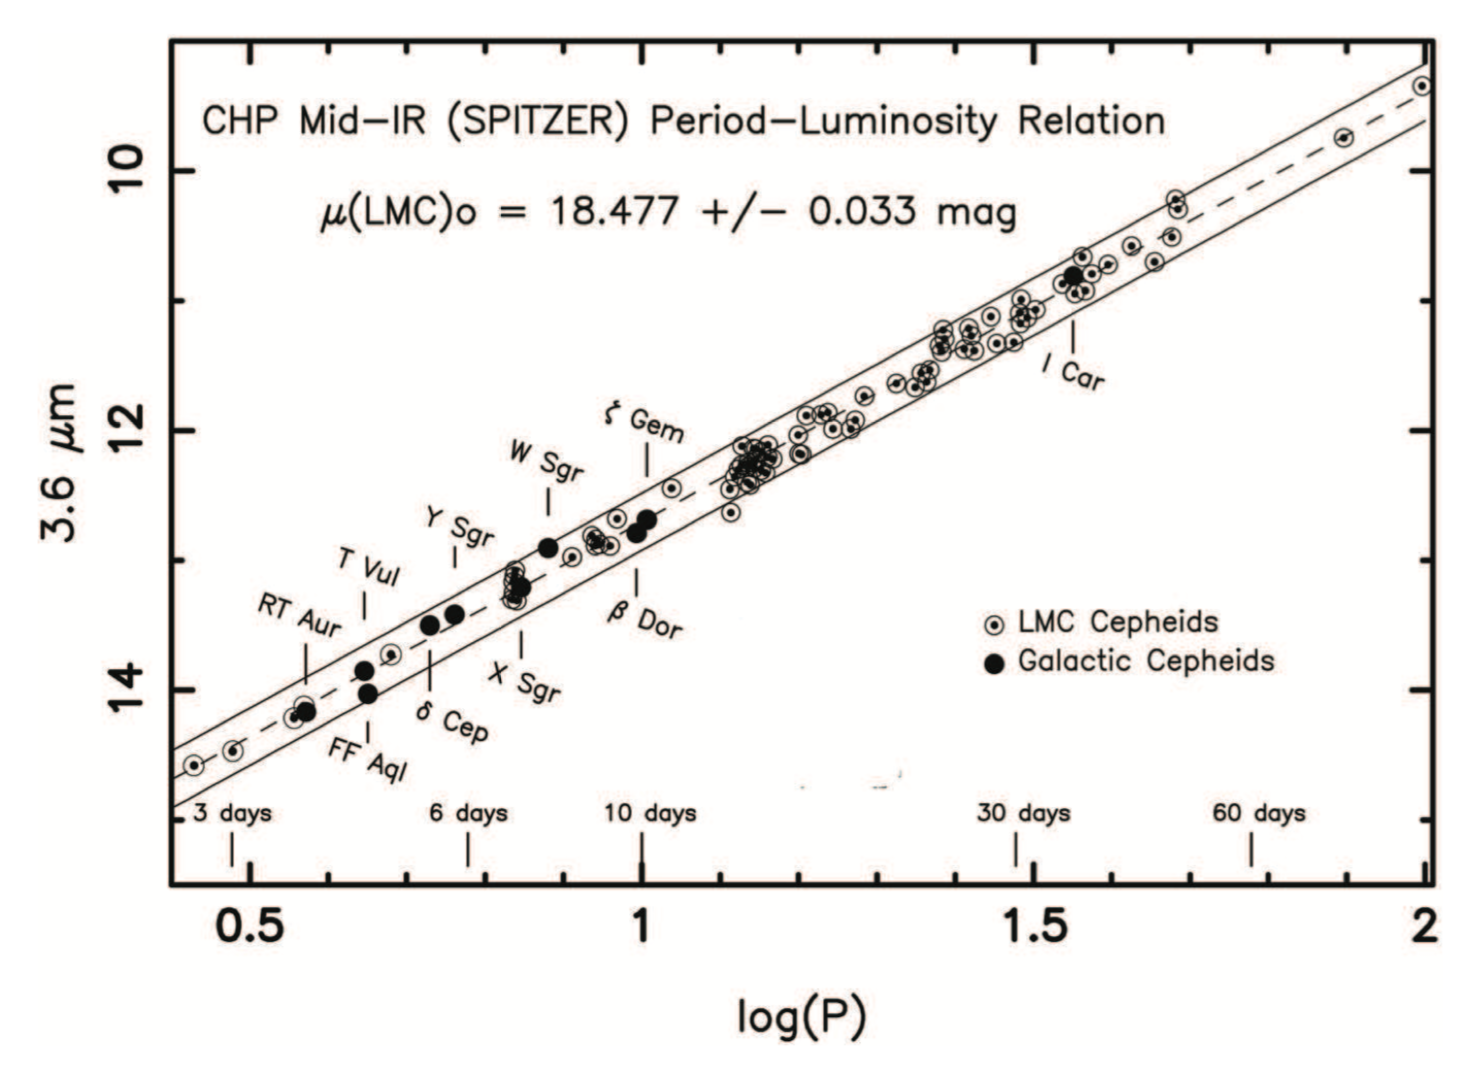 CHP Mid-IR (SPITZER) Period-Luminosity Relation
μ(LMC)o = 18.477 +/- 0.033 mag
10
12
14
3.6 μm
l Car
ζ Gem
W Sgr
Y Sgr
T Vul
RT Aur
β Dor
X Sgr
δ Cep
FF Aql
LMC Cepheids
Galactic Cepheids
3 days 6 days 10 days 30 days 60 days
0.5 1 1.5 2
log(P)